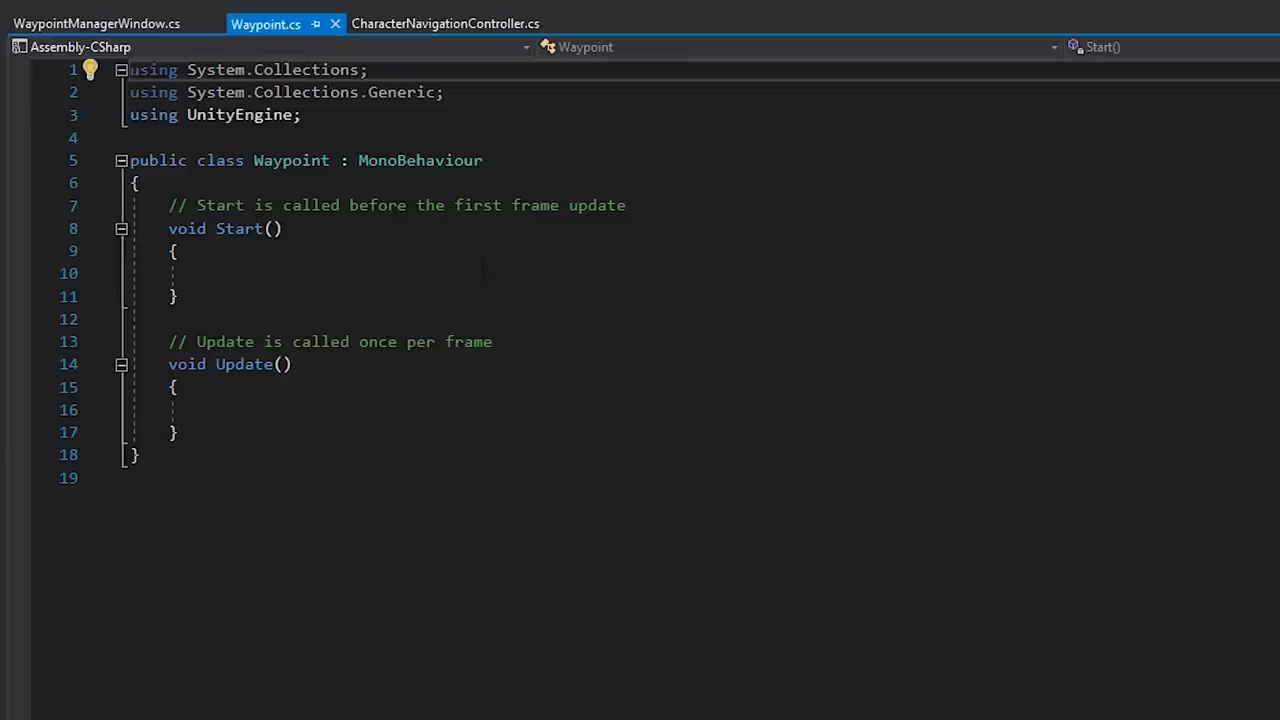 WaypointManagerWindow.cs Waypoint.cs CharacterNavigationController.cs
Assembly-CSharp Waypoint Start()
1 using System.Collections;
2 using System.Collections.Generic;
3 using UnityEngine;
4
5 public class Waypoint : MonoBehaviour
6 {
7 // Start is called before the first frame update
8 void Start()
9 {
10
11 }
12
13 // Update is called once per frame
14 void Update()
15 {
16
17 }
18 }
19